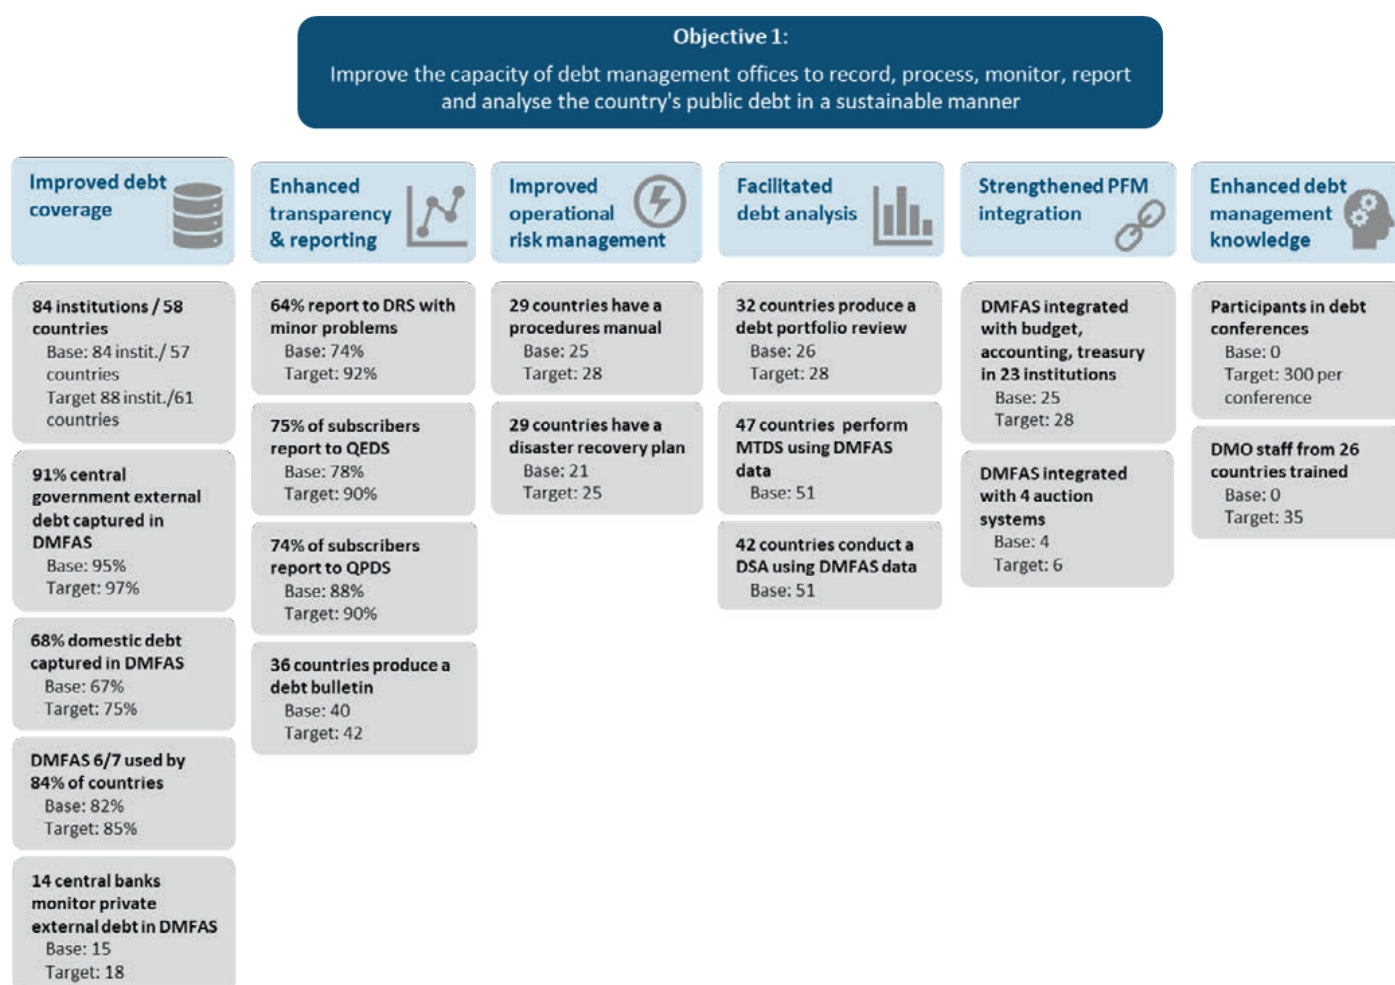 Objective 1:
Improve the capacity of debt management offices to record, process, monitor, report
and analyse the country's public debt in a sustainable manner
Improved debt
coverage
84 institutions / 58
countries
Base: 84 instit./ 57
countries
Target 88 instit./61
countries
91% central
government external
debt captured in
DMFAS
Base: 95%
Target: 97%
68% domestic debt
captured in DMFAS
Base: 67%
Target: 75%
DMFAS 6/7 used by
84% of countries
Base: 82%
Target: 85%
14 central banks
monitor private
external debt in DMFAS
Base: 15
Target: 18
Enhanced
transparency
& reporting
64% report to DRS with
minor problems
Base: 74%
Target: 92%
75% of subscribers
report to QEDS
Base: 78%
Target: 90%
74% of subscribers
report to QPDS
Base: 88%
Target: 90%
36 countries produce a
debt bulletin
Base: 40
Target: 42
Improved
operational
risk management
29 countries have a
procedures manual
Base: 25
Target: 28
29 countries have a
disaster recovery plan
Base: 21
Target: 25
Facilitated
debt analysis
32 countries produce a
debt portfolio review
Base: 26
Target: 28
47 countries perform
MTDS using DMFAS
data
Base: 51
42 countries conduct a
DSA using DMFAS data
Base: 51
Strengthened PFM
integration
DMFAS integrated
with budget,
accounting, treasury
in 23 institutions
Base: 25
Target: 28
DMFAS integrated
with 4 auction
systems
Base: 4
Target: 6
Enhanced debt
management
knowledge
Participants in debt
conferences
Base: 0
Target: 300 per
conference
DMO staff from 26
countries trained
Base: 0
Target: 35